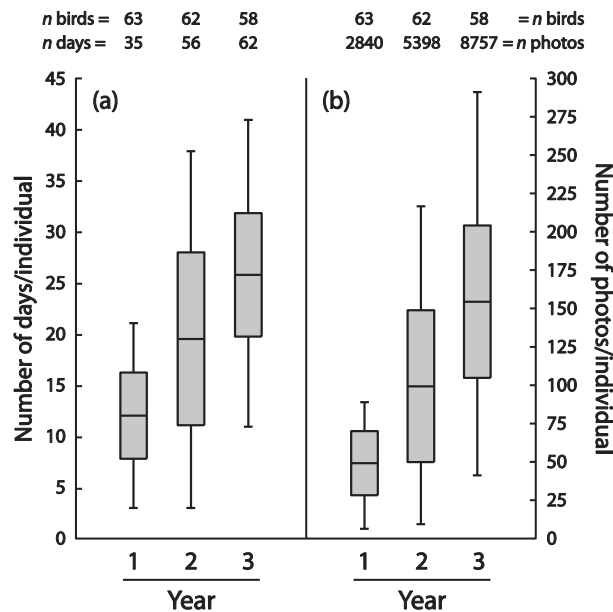 n birds = 63 62 58 63 62 58 = n birds
n days = 35 56 62 2840 5398 8757 = n photos
45 (a) (b) 300
40 275
35 250
30 225
25 200
20 175
15 150
10 125
5 100
0 75
50
25
0
Number of days/individual
Number of photos/individual
1 2 3 1 2 3
Year Year